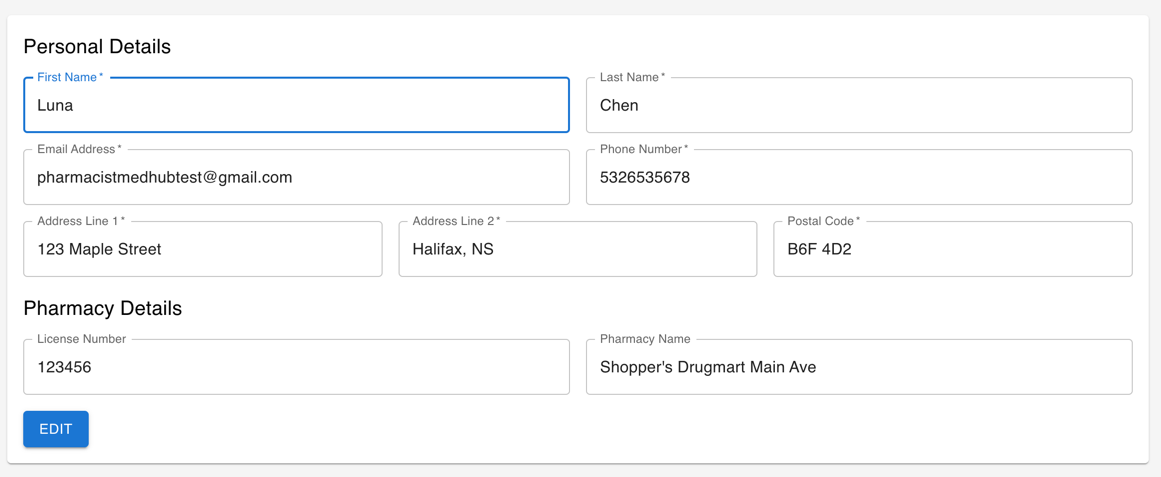 Personal Details
First Name *
Luna
Last Name *
Chen
Email Address *
pharmacistmedhubtest@gmail.com
Phone Number *
5326535678
Address Line 1 *
123 Maple Street
Address Line 2 *
Halifax, NS
Postal Code *
B6F 4D2
Pharmacy Details
License Number
123456
Pharmacy Name
Shopper's Drugmart Main Ave
EDIT